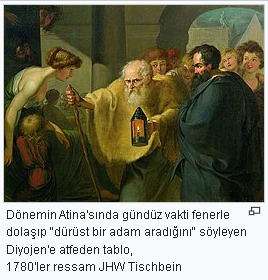 Dönemin Atina'sında gündüz vakti fenerle
dolaşıp "dürüst bir adam aradığını" söyleyen
Diyojen'e atfeden tablo,
1780'ler ressam JHW Tischbein